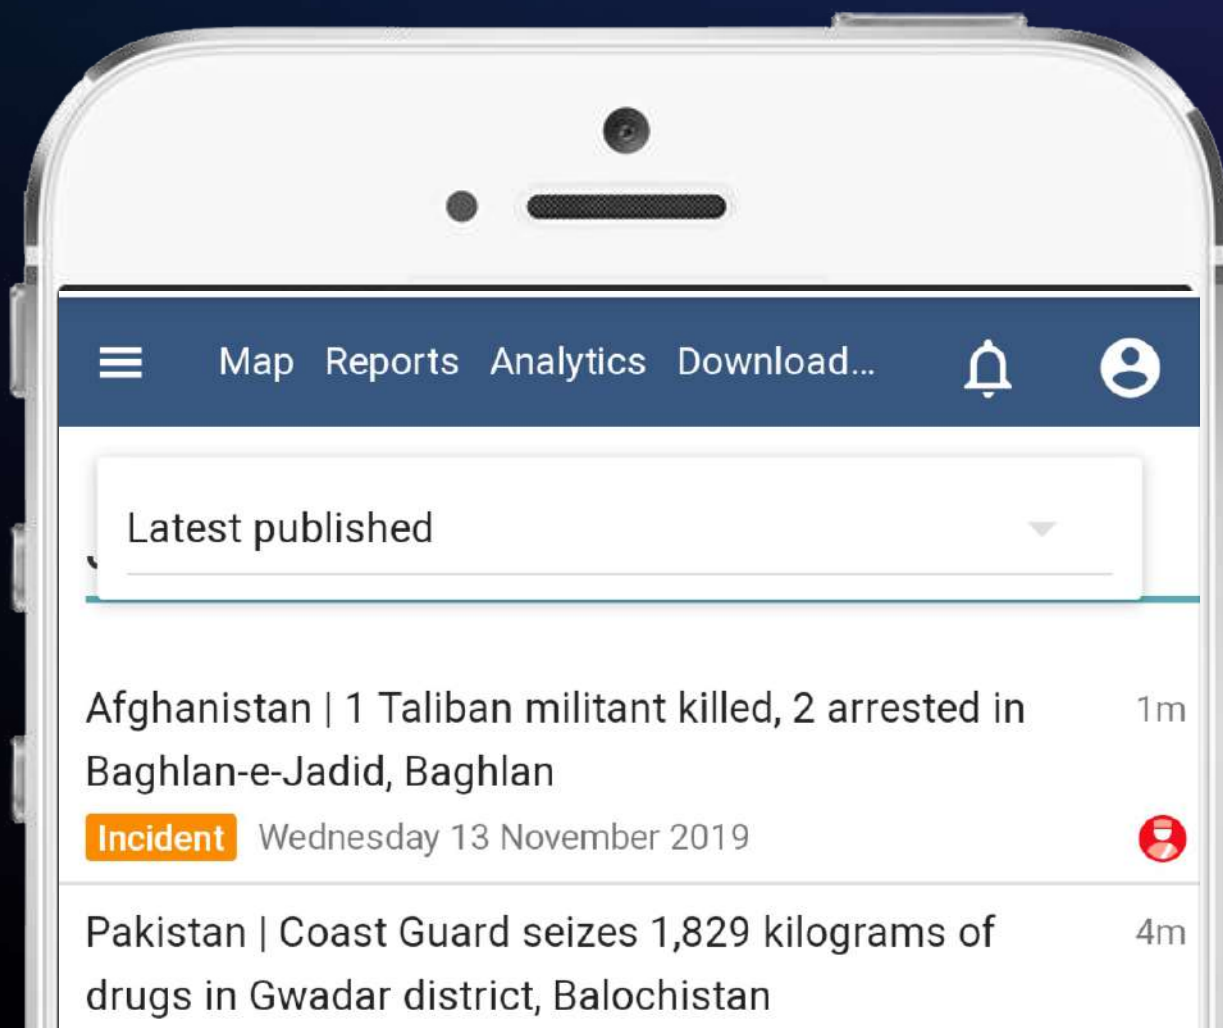 Map Reports Analytics Download...
Latest published
Afghanistan | 1 Taliban militant killed, 2 arrested in 1m
Baghlan-e-Jadid, Baghlan
Incident Wednesday 13 November 2019
Pakistan | Coast Guard seizes 1,829 kilograms of 4m
drugs in Gwadar district, Balochistan